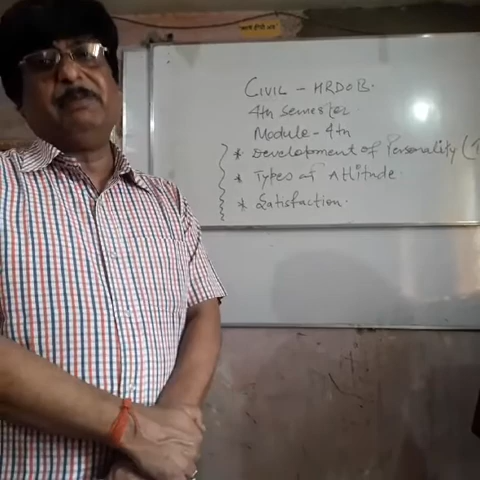 CIVIL - HRDOB.
4th Semester.
Module - 4th
* Development of Personality (
* Types of Attitude.
* Satisfaction.